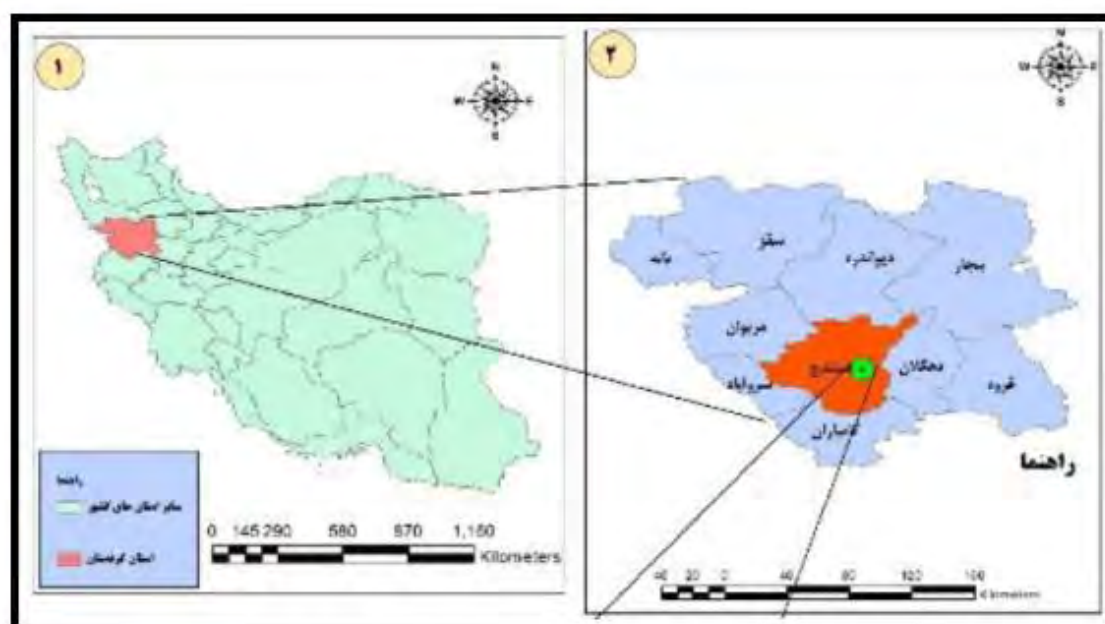 ۱
N
W E
S
راهنما
سایر استان های کشور
استان کردستان
0 145 290 580 870 1,160
Kilometers
۲
N
W E
S
بانه
سقز
دیواندره
بیجار
مریوان
سنندج
دهگلان
قروه
سروآباد
کامیاران
راهنما
40 20 0 40 80 120 160
Kilometers